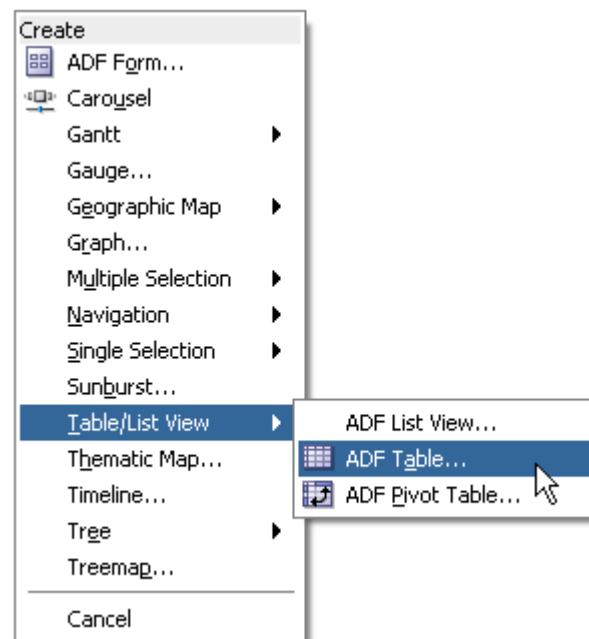 Create
ADF Form...
Carousel
Gantt
Gauge...
Geographic Map
Graph...
Multiple Selection
Navigation
Single Selection
Sunburst...
Table/List View
Thematic Map...
Timeline...
Tree
Treemap...
Cancel
ADF List View...
ADF Table...
ADF Pivot Table...